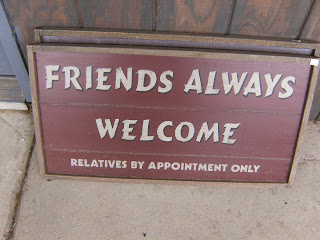 FRIENDS ALWAYS
WELCOME
RELATIVES BY APPOINTMENT ONLY